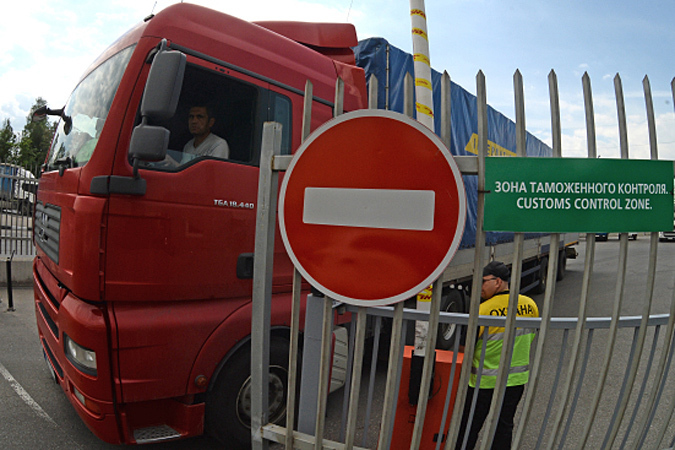 ЗОНА ТАМОЖЕННОГО КОНТРОЛЯ.
CUSTOMS CONTROL ZONE.
TGA 18.440
ОХРАНА